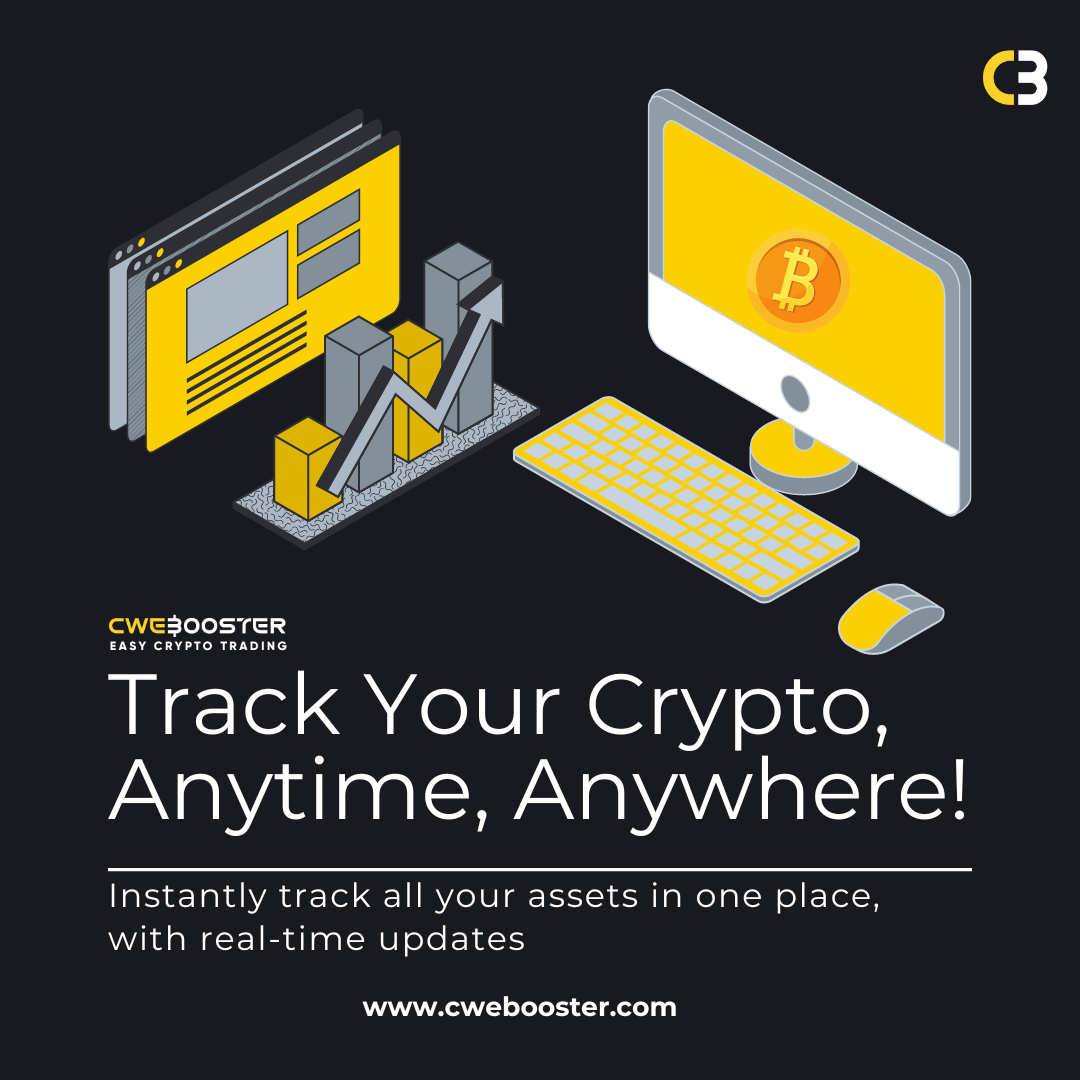 CB
CWEBOOSTER
EASY CRYPTO TRADING
Track Your Crypto,
Anytime, Anywhere!
Instantly track all your assets in one place,
with real-time updates
www.cwebooster.com